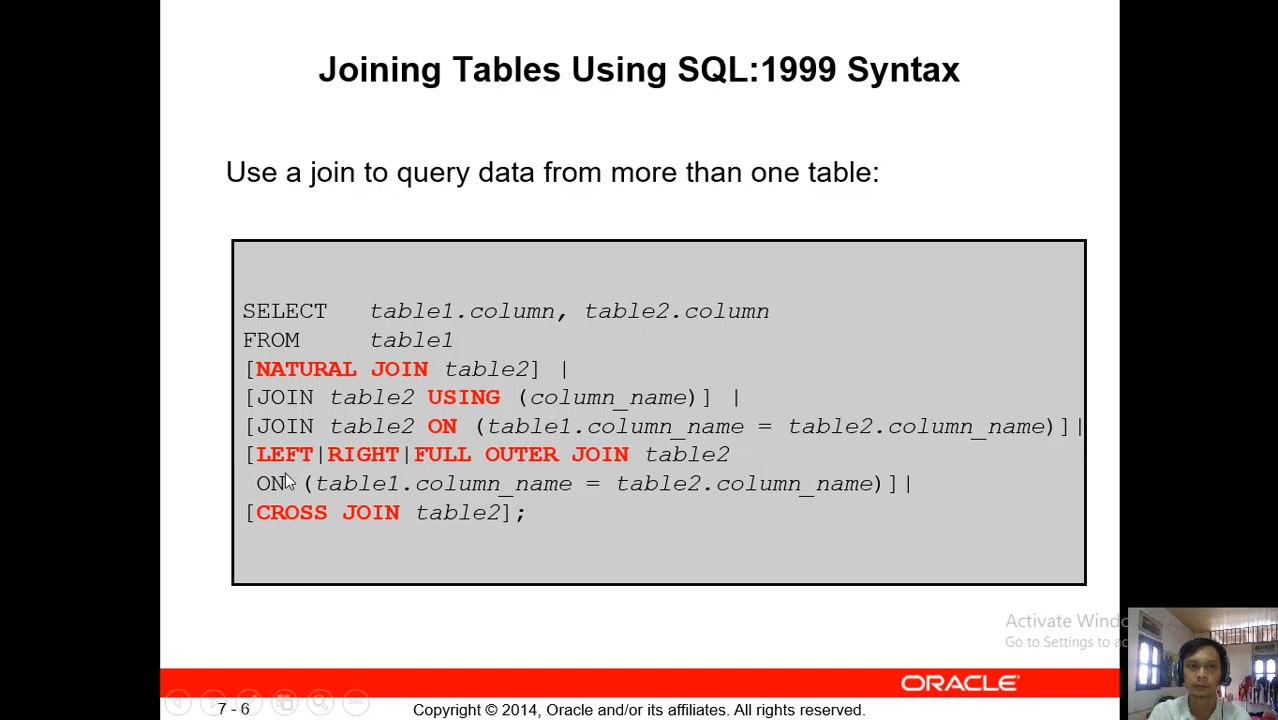 Joining Tables Using SQL:1999 Syntax
Use a join to query data from more than one table:
SELECT table1.column, table2.column
FROM table1
[NATURAL JOIN table2] |
[JOIN table2 USING (column_name)] |
[JOIN table2 ON (table1.column_name = table2.column_name)]|
[LEFT|RIGHT|FULL OUTER JOIN table2
ON (table1.column_name = table2.column_name)]|
[CROSS JOIN table2];
Activate Windo
Go to Settings to ac
ORACLE
7 - 6
Copyright © 2014, Oracle and/or its affiliates. All rights reserved.